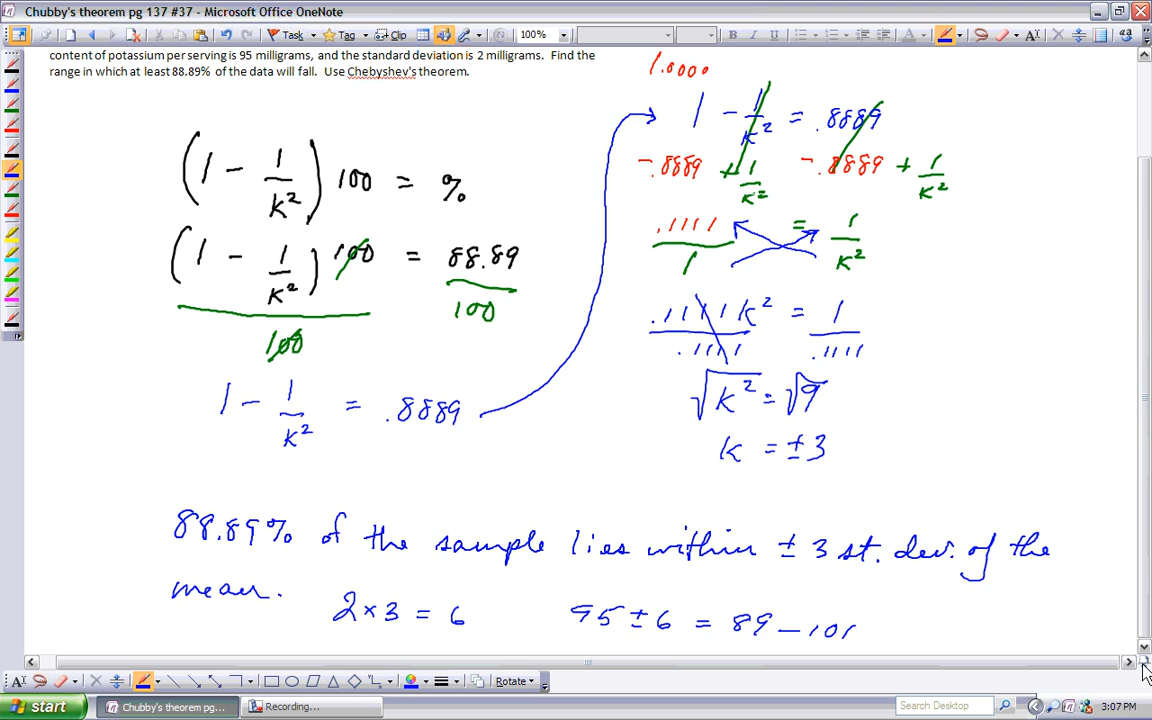 Chubby's theorem pg 137 #37 - Microsoft Office OneNote
Task Tag Clip 100% B I U
content of potassium per serving is 95 milligrams, and the standard deviation is 2 milligrams. Find the
range in which at least 88.89% of the data will fall. Use Chebyshev's theorem.
(1 - 1/K²) 100 = %
(1 - 1/K²) 100 = 88.89
100 100
1 - 1/K² = .8889
1.0000
1 - 1/K² = .8889
-.8889 + 1/K² -.8889 + 1/K²
.1111/1 = 1/K²
.1111K² = 1
.1111 .1111
√K² = √9
K = ±3
88.89% of the sample lies within ± 3 st. dev. of the
mean.
2 × 3 = 6 95 ± 6 = 89 - 101
Rotate
start Chubby's theorem pg... Recording... Search Desktop 3:07 PM